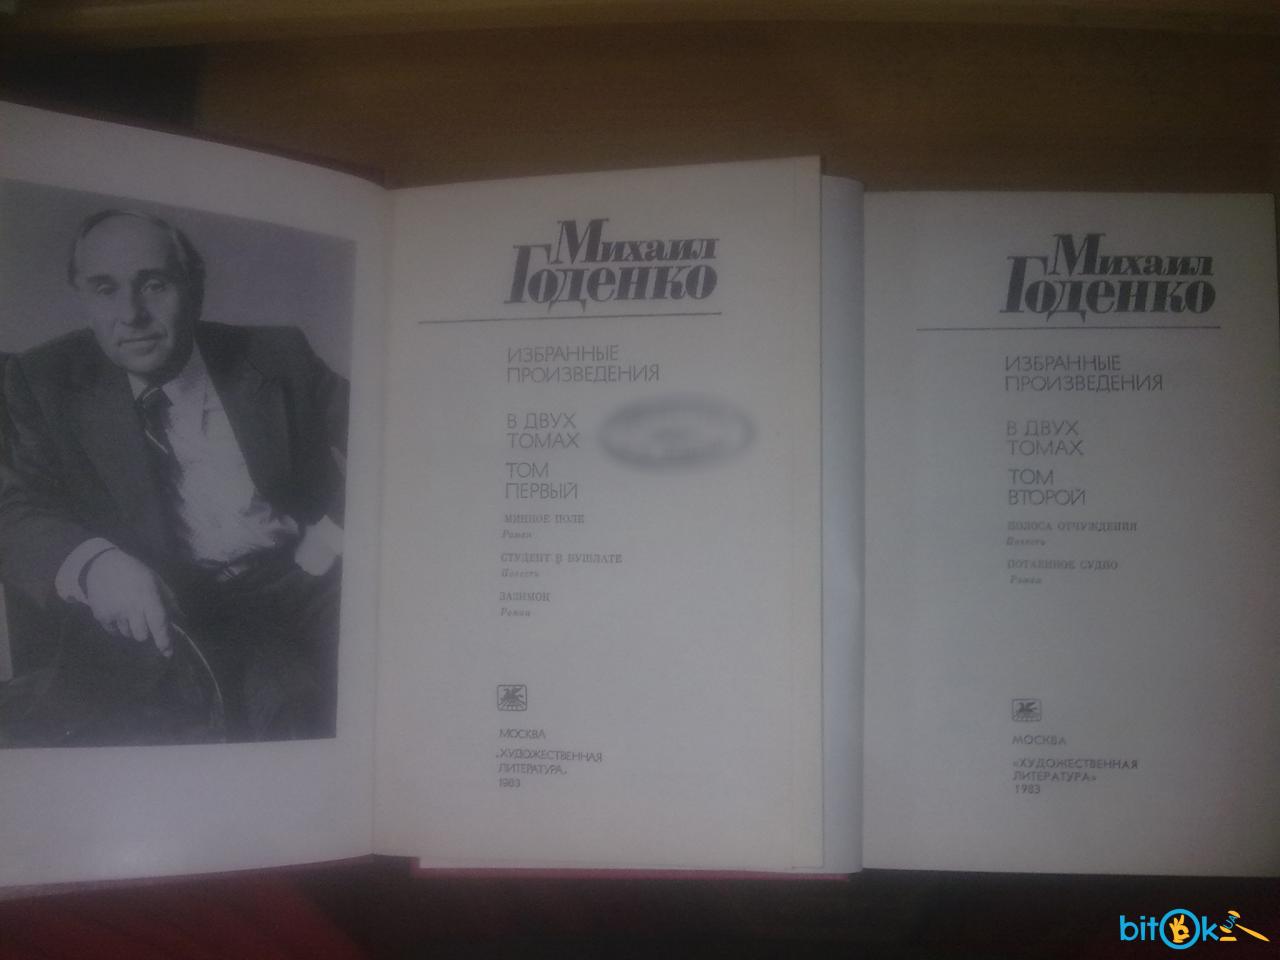 Михаил
Годенко
ИЗБРАННЫЕ
ПРОИЗВЕДЕНИЯ
В ДВУХ
ТОМАХ
ТОМ
ПЕРВЫЙ
МИННОЕ ПОЛЕ
Роман
СТУДЕНТ В БУШЛАТЕ
Повесть
ЗАЗИМОК
Роман
МОСКВА
«ХУДОЖЕСТВЕННАЯ
ЛИТЕРАТУРА»
1983
Михаил
Годенко
ИЗБРАННЫЕ
ПРОИЗВЕДЕНИЯ
В ДВУХ
ТОМАХ
ТОМ
ВТОРОЙ
ПОЛОСА ОТЧУЖДЕНИЯ
Повесть
ПОТАЕННОЕ СУДНО
Роман
МОСКВА
«ХУДОЖЕСТВЕННАЯ
ЛИТЕРАТУРА»
1983
bitOk UA